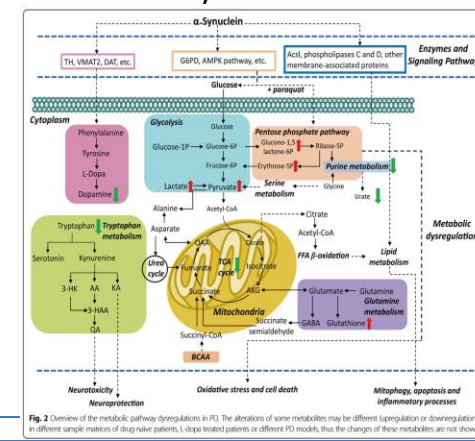 α-Synuclein
TH, VMAT2, DAT, etc.
G6PD, AMPK pathway, etc.
Acsl, phospholipases C and D, other
membrane-associated proteins
Enzymes and
Signaling Pathway
Glucose
+ paraquat
Cytoplasm
Phenylalanine
Tyrosine
L-Dopa
Dopamine
Glycolysis
Glucose
Glucose-1P
Glucose-6P
Frucose-6P
Lactate
Pyruvate
Pentose phosphate pathway
Glucono-1,5
lactone-6P
Ribose-5P
Erythrose-5P
Purine metabolism
Serine
metabolism
Glycine
Urate
Alanine
Asparate
Acetyl-CoA
Citrate
Acetyl-CoA
FFA β-oxidation
Lipid
metabolism
Metabolic
dysregulation
Tryptophan
Tryptophan
metabolism
Serotonin
Kynurenine
3-HK
AA
KA
3-HAA
QA
Urea
cycle
OAA
Citrate
Fumarate
TCA
cycle
Isocitrate
Succinate
AKG
Mitochondria
Succinyl-CoA
BCAA
Succinate
semialdehyde
Glutamate
Glutamine
Glutamine
metabolism
GABA
Glutathione
Neurotoxicity
Neuroprotection
Oxidative stress and cell death
Mitophagy, apoptosis and
inflammatory processes
Fig. 2 Overview of the metabolic pathway dysregulations in PD. The alterations of some metabolites may be different (upregulation or downregulation
in different sample matrices of drug-naïve patients, L-dopa treated patients or different PD models, thus the changes of these metabolites are not show